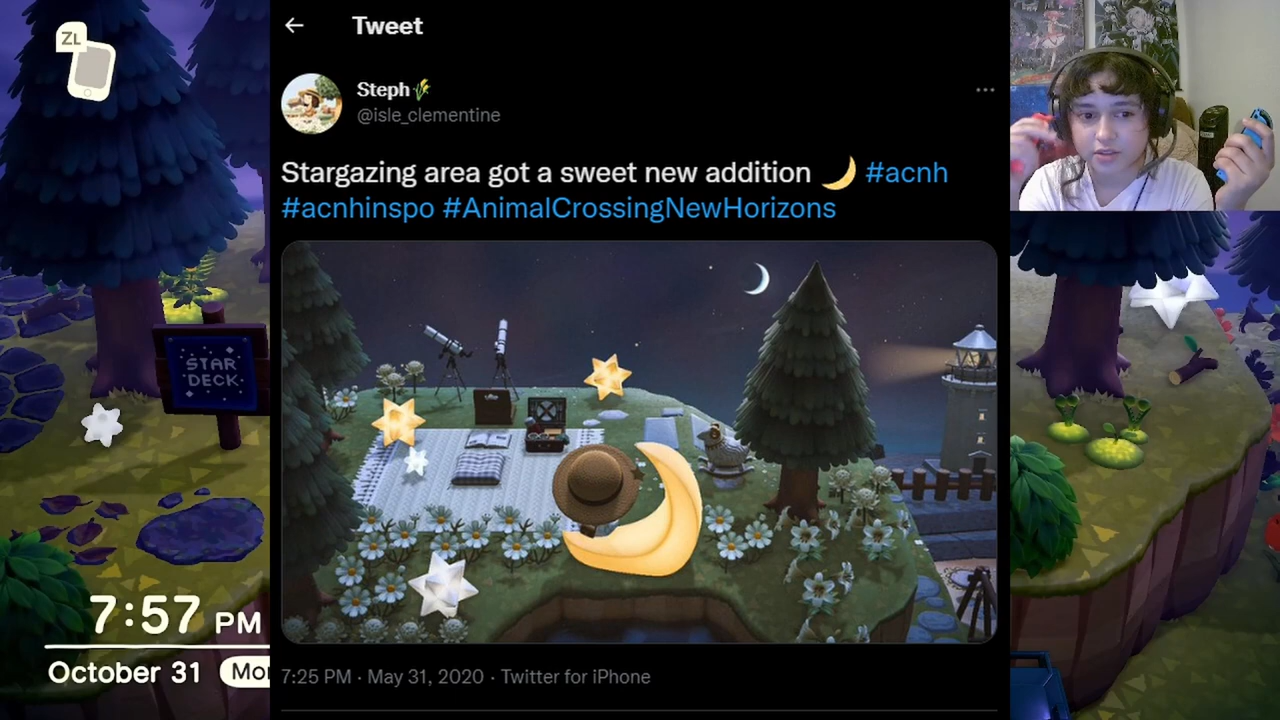 ZL
Tweet
Steph
@isle_clementine
Stargazing area got a sweet new addition 🌙 #acnh
#acnhinspo #AnimalCrossingNewHorizons
STAR
DECK
7:57 PM
October 31 Mo
7:25 PM · May 31, 2020 · Twitter for iPhone